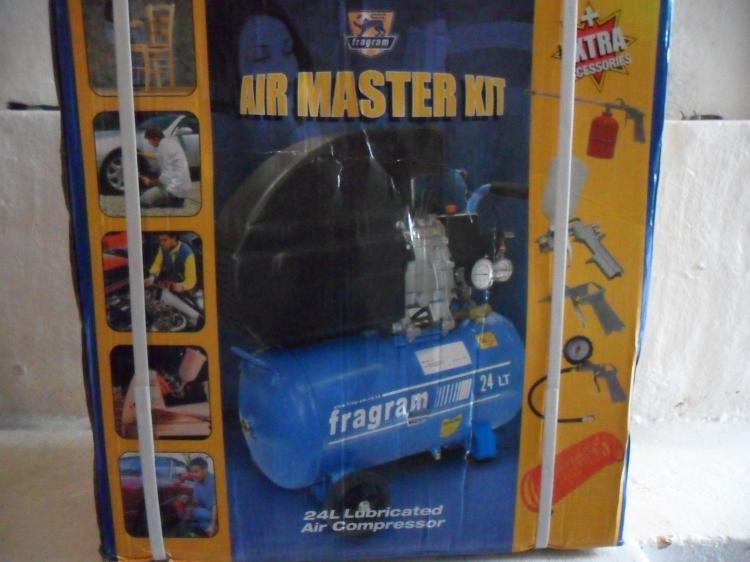 fragram
AIR MASTER KIT
+
EXTRA
ACCESSORIES
fragram
24 LT
24L Lubricated
Air Compressor